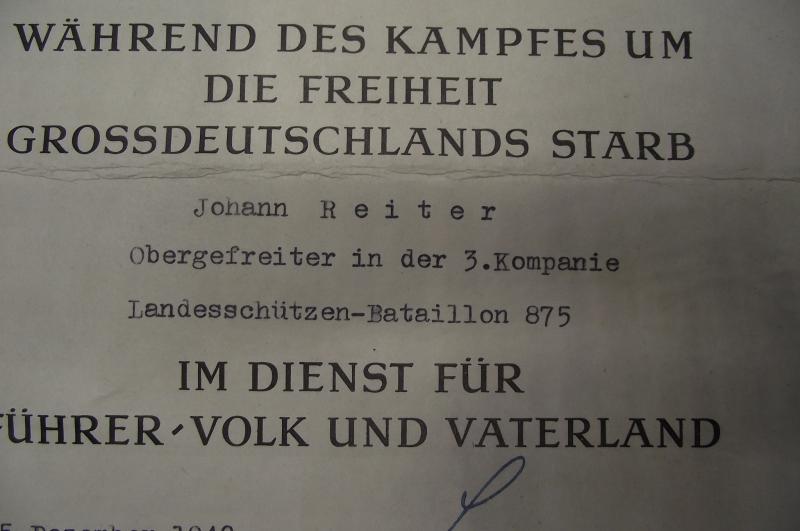 WÄHREND DES KAMPFES UM
DIE FREIHEIT
GROSSDEUTSCHLANDS STARB
Johann Reiter
Obergefreiter in der 3.Kompanie
Landesschützen-Bataillon 875
IM DIENST FÜR
FÜHRER-VOLK UND VATERLAND